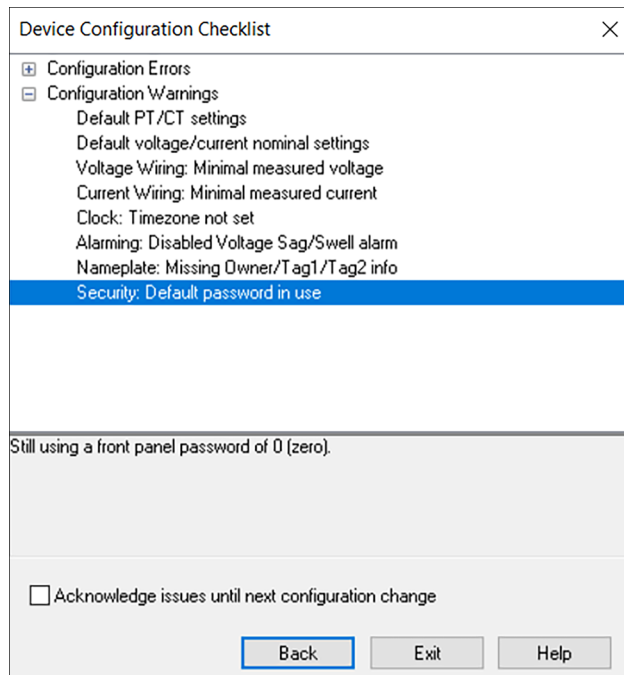 Device Configuration Checklist
Configuration Errors
Configuration Warnings
Default PT/CT settings
Default voltage/current nominal settings
Voltage Wiring: Minimal measured voltage
Current Wiring: Minimal measured current
Clock: Timezone not set
Alarming: Disabled Voltage Sag/Swell alarm
Nameplate: Missing Owner/Tag1/Tag2 info
Security: Default password in use
Still using a front panel password of 0 (zero).
Acknowledge issues until next configuration change
Back Exit Help